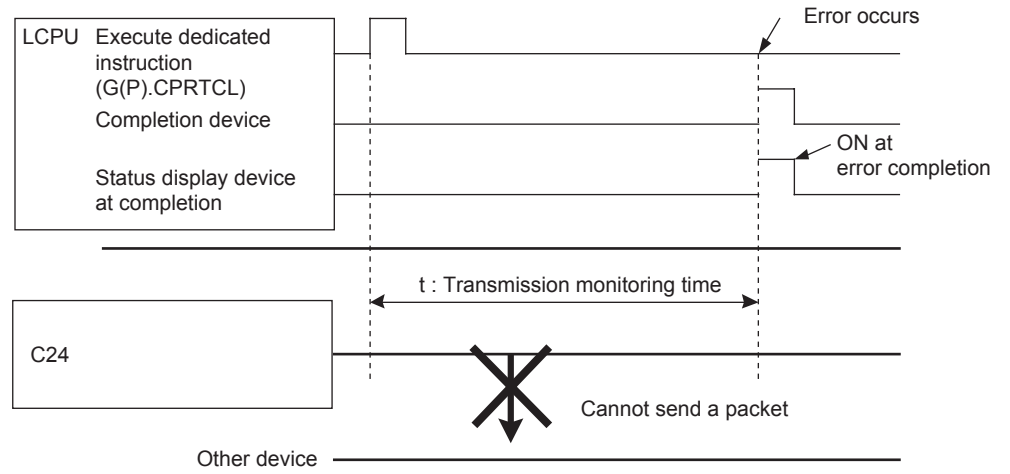 Error occurs
LCPU Execute dedicated
instruction
(G(P).CPRTCL)
Completion device
ON at
error completion
Status display device
at completion
t : Transmission monitoring time
C24
Cannot send a packet
Other device